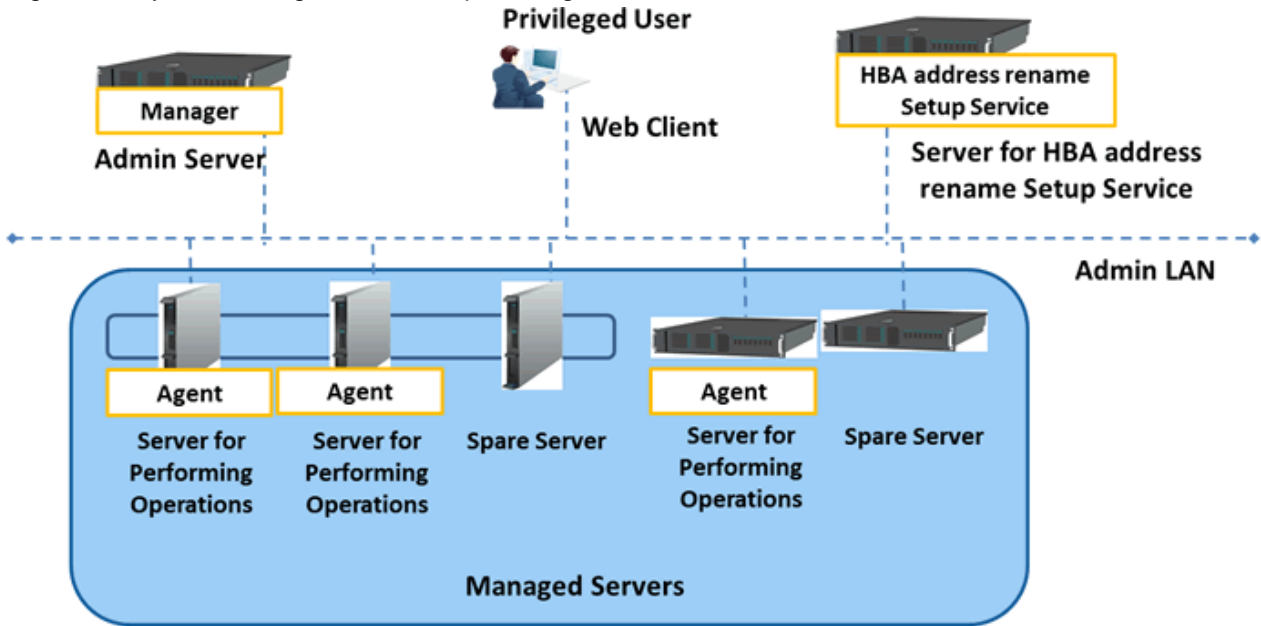 Privileged User
Manager
Admin Server
Web Client
HBA address rename
Setup Service
Server for HBA address
rename Setup Service
Admin LAN
Agent
Server for
Performing
Operations
Agent
Server for
Performing
Operations
Spare Server
Agent
Server for
Performing
Operations
Spare Server
Managed Servers